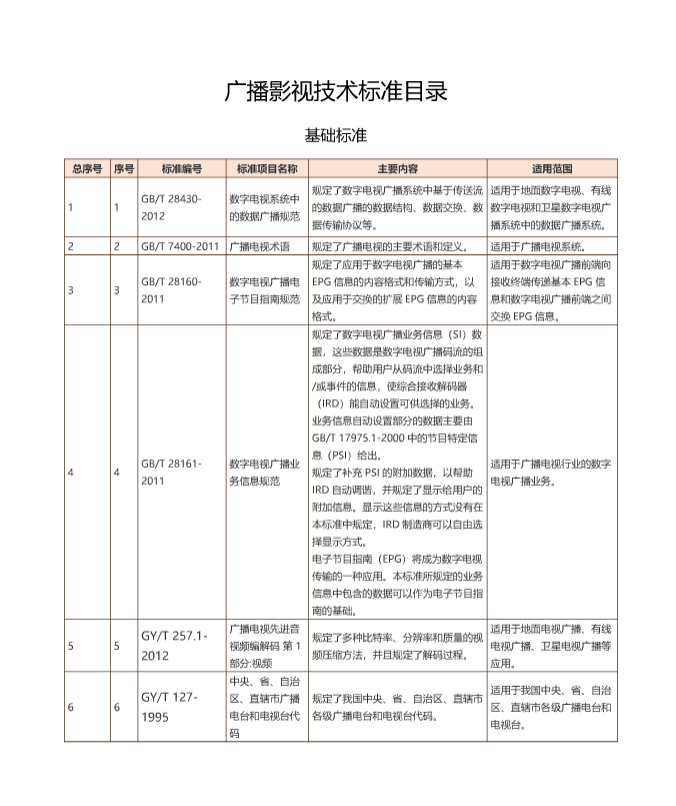 广播影视技术标准目录
基础标准
总序号 序号 标准编号 标准项目名称 主要内容 适用范围
1
1
GB/T 28430-
2012
数字电视系统中
的数据广播规范
规定了数字电视广播系统中基于传送流
的数据广播的数据结构、数据交换、数
据传输协议等。
适用于地面数字电视、有线
数字电视和卫星数字电视广
播系统中的数据广播系统。
2
2
GB/T 7400-2011
广播电视术语
规定了广播电视的主要术语和定义。
适用于广播电视系统。
3
3
GB/T 28160-
2011
数字电视广播电
子节目指南规范
规定了应用于数字电视广播的基本
EPG 信息的内容格式和传输方式，以
及应用于交换的扩展 EPG 信息的内容
格式。
适用于数字电视广播前端向
接收终端传递基本 EPG 信
息和数字电视广播前端之间
交换 EPG 信息。
4
4
GB/T 28161-
2011
数字电视广播业
务信息规范
规定了数字电视广播业务信息（SI）数
据，这些数据是数字电视广播码流的组
成部分，帮助用户从码流中选择业务和
/或事件的信息，使综合接收解码器
（IRD）能自动设置可供选择的业务。
业务信息自动设置部分的数据主要由
GB/T 17975.1-2000 中的节目特定信
息（PSI）给出。
规定了补充 PSI 的附加数据，以帮助
IRD 自动调谐，并规定了显示给用户的
附加信息。显示这些信息的方式没有在
本标准中规定，IRD 制造商可以自由选
择显示方式。
电子节目指南（EPG）将成为数字电视
传输的一种应用。本标准所规定的业务
信息中包含的数据可以作为电子节目指
南的基础。
适用于广播电视行业的数字
电视广播业务。
5
5
GY/T 257.1-
2012
广播电视先进音
视频编解码 第 1
部分:视频
规定了多种比特率、分辨率和质量的视
频压缩方法，并且规定了解码过程。
适用于地面电视广播、有线
电视广播、卫星电视广播等
应用。
6
6
GY/T 127-
1995
中央、省、自治
区、直辖市广播
电台和电视台代
码
规定了我国中央、省、自治区、直辖市
各级广播电台和电视台代码。
适用于我国中央、省、自治
区、直辖市各级广播电台和
电视台。